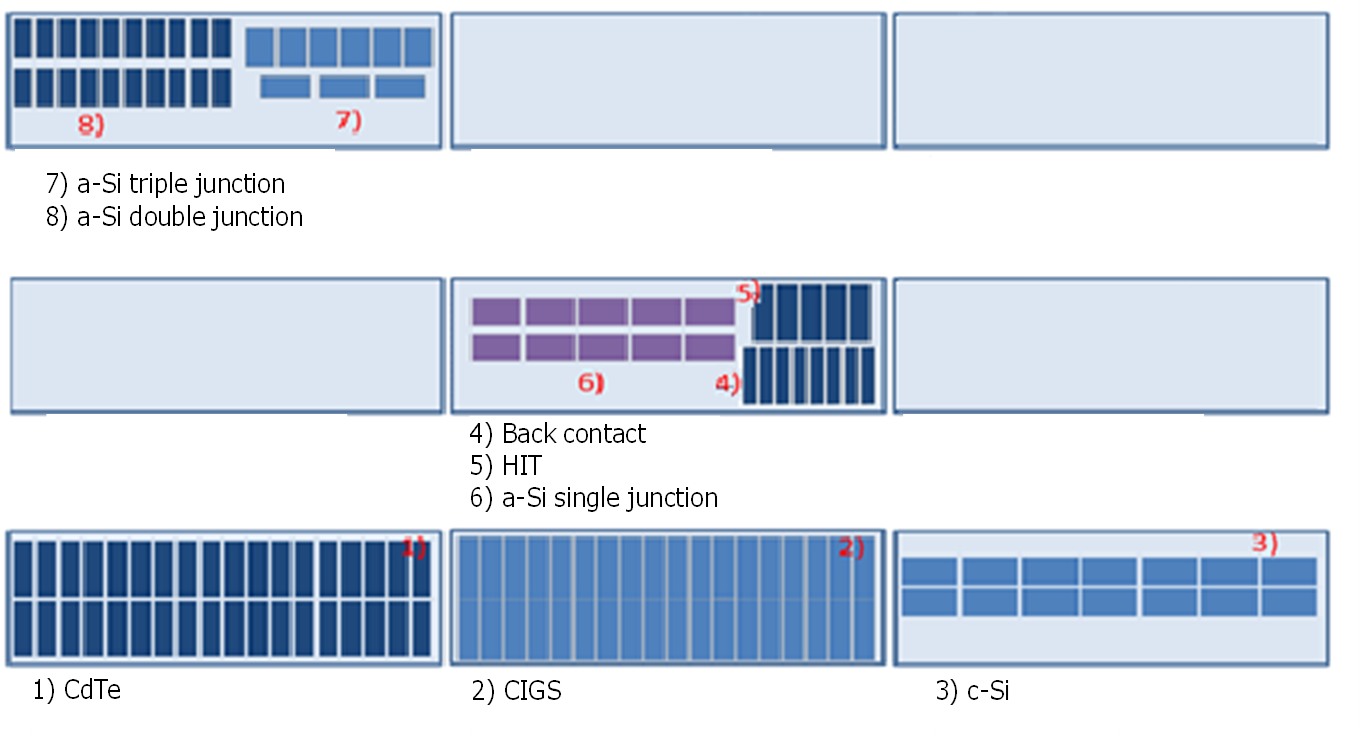 8)
7)
7) a-Si triple junction
8) a-Si double junction
5)
6)
4)
4) Back contact
5) HIT
6) a-Si single junction
1)
2)
3)
1) CdTe
2) CIGS
3) c-Si